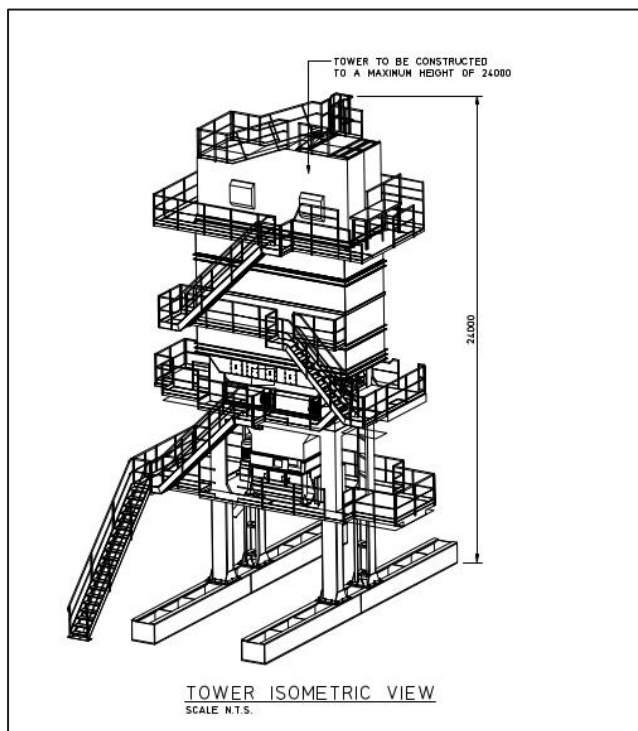 TOWER TO BE CONSTRUCTED
TO A MAXIMUM HEIGHT OF 24000
24000
TOWER ISOMETRIC VIEW
SCALE N.T.S.